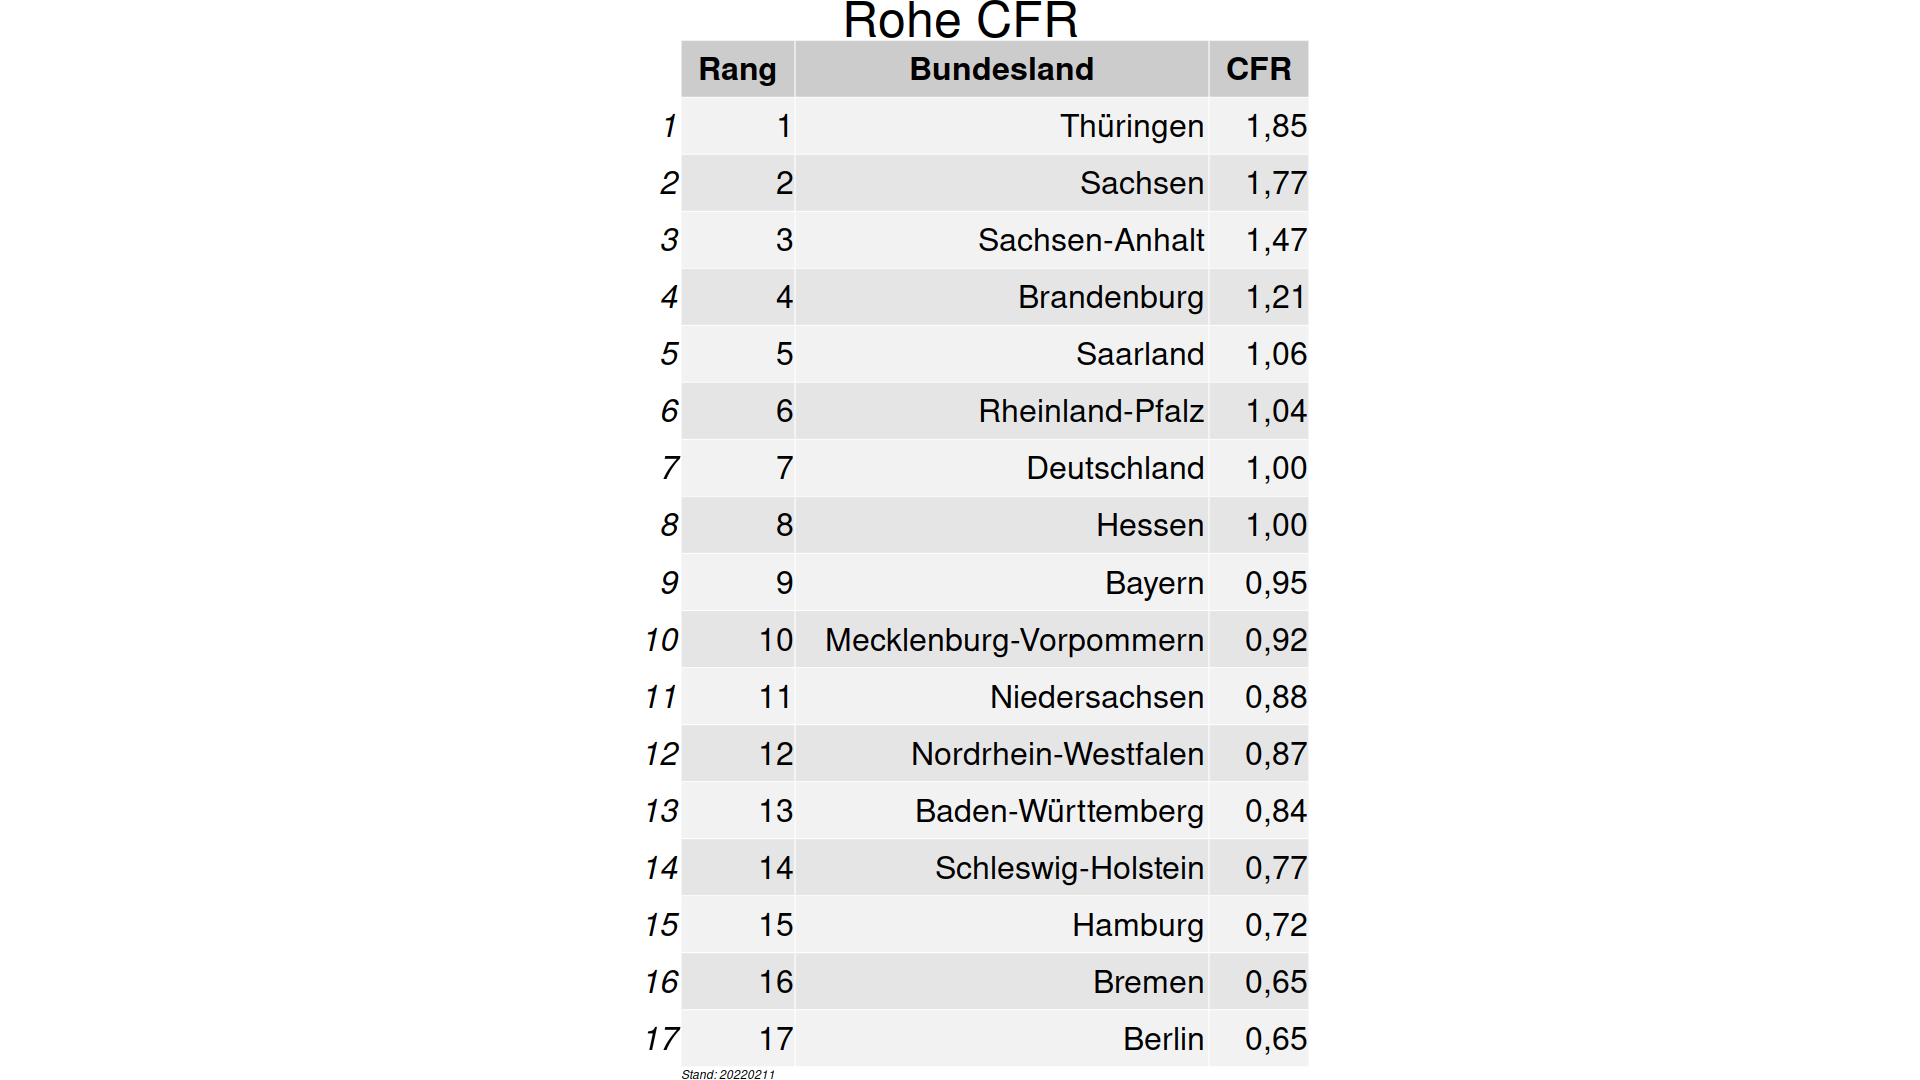 Rohe CFR
Rang Bundesland CFR
1 1 Thüringen 1,85
2 2 Sachsen 1,77
3 3 Sachsen-Anhalt 1,47
4 4 Brandenburg 1,21
5 5 Saarland 1,06
6 6 Rheinland-Pfalz 1,04
7 7 Deutschland 1,00
8 8 Hessen 1,00
9 9 Bayern 0,95
10 10 Mecklenburg-Vorpommern 0,92
11 11 Niedersachsen 0,88
12 12 Nordrhein-Westfalen 0,87
13 13 Baden-Württemberg 0,84
14 14 Schleswig-Holstein 0,77
15 15 Hamburg 0,72
16 16 Bremen 0,65
17 17 Berlin 0,65
Stand: 20220211